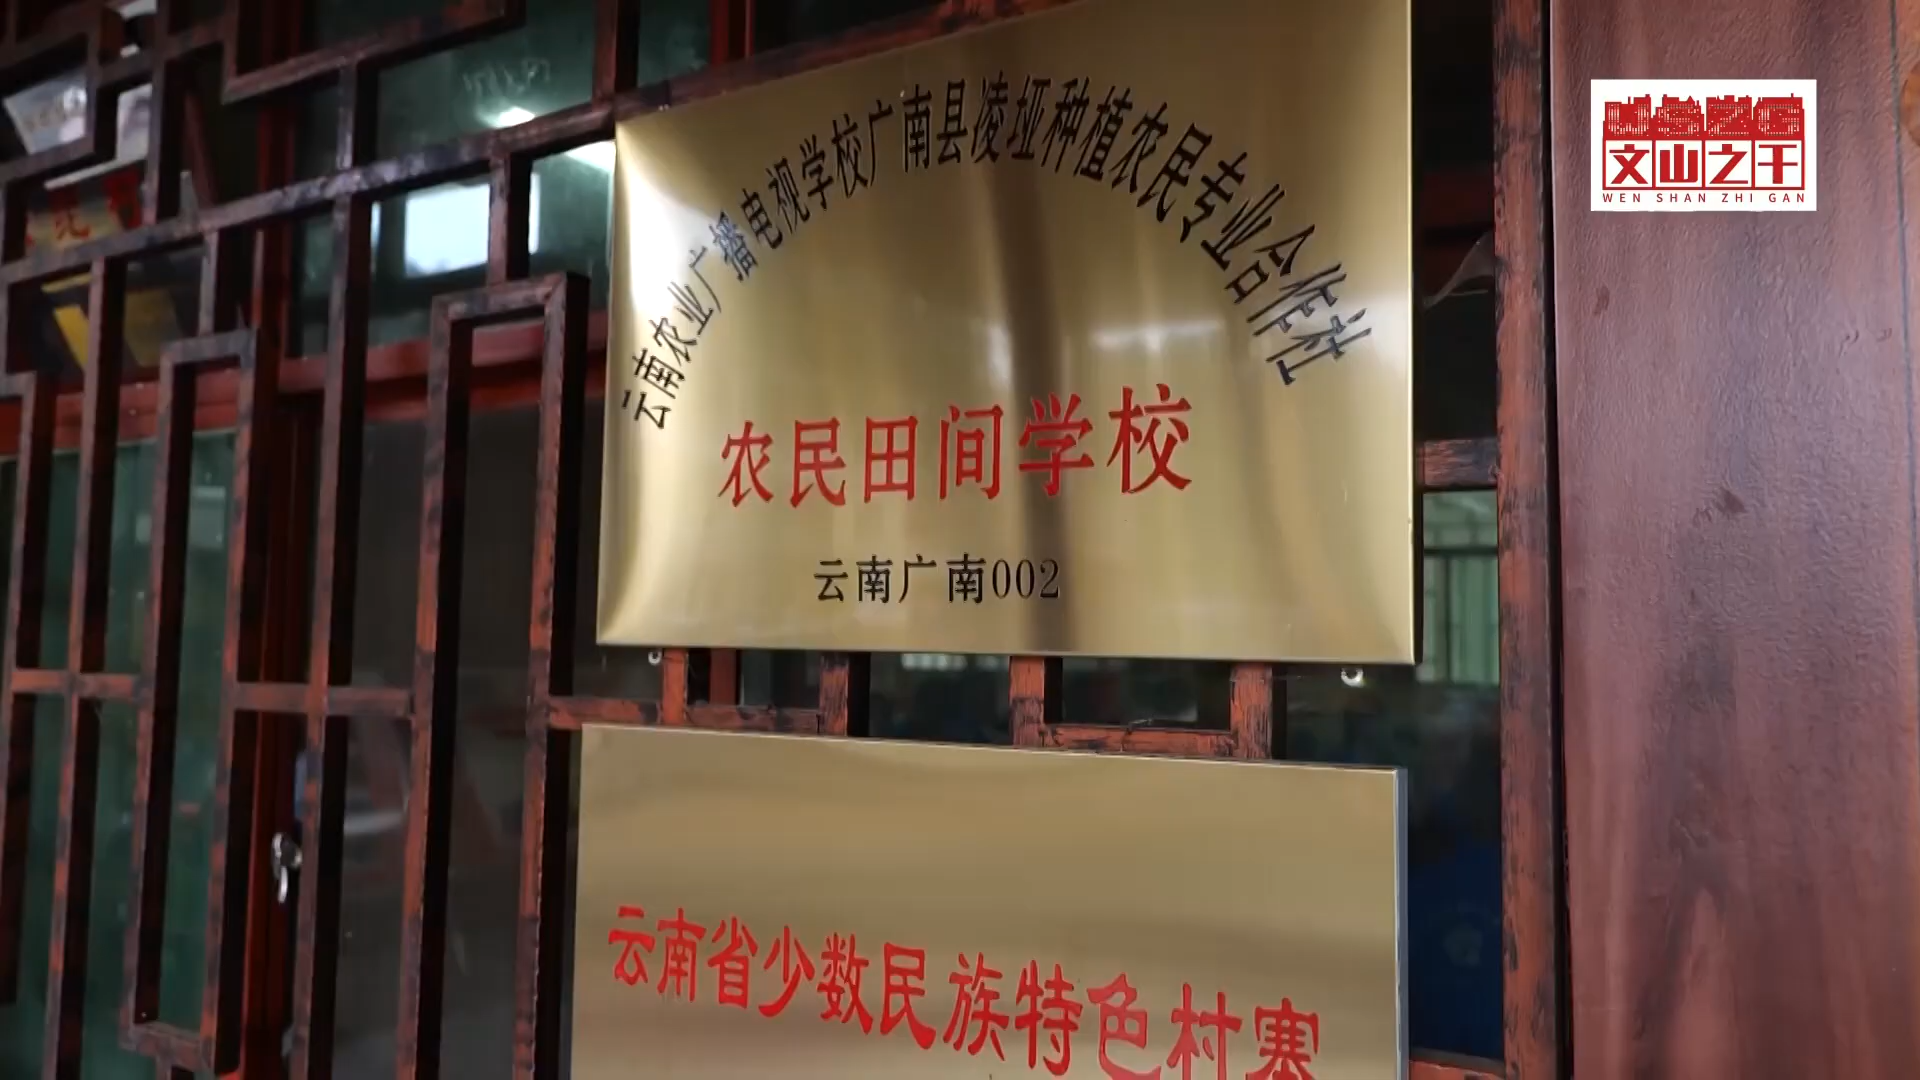 云南农业广播电视学校广南县凌垭种植农民专业合作社
农民田间学校
云南广南002
云南省少数民族特色村寨
文山之干
WEN SHAN ZHI GAN